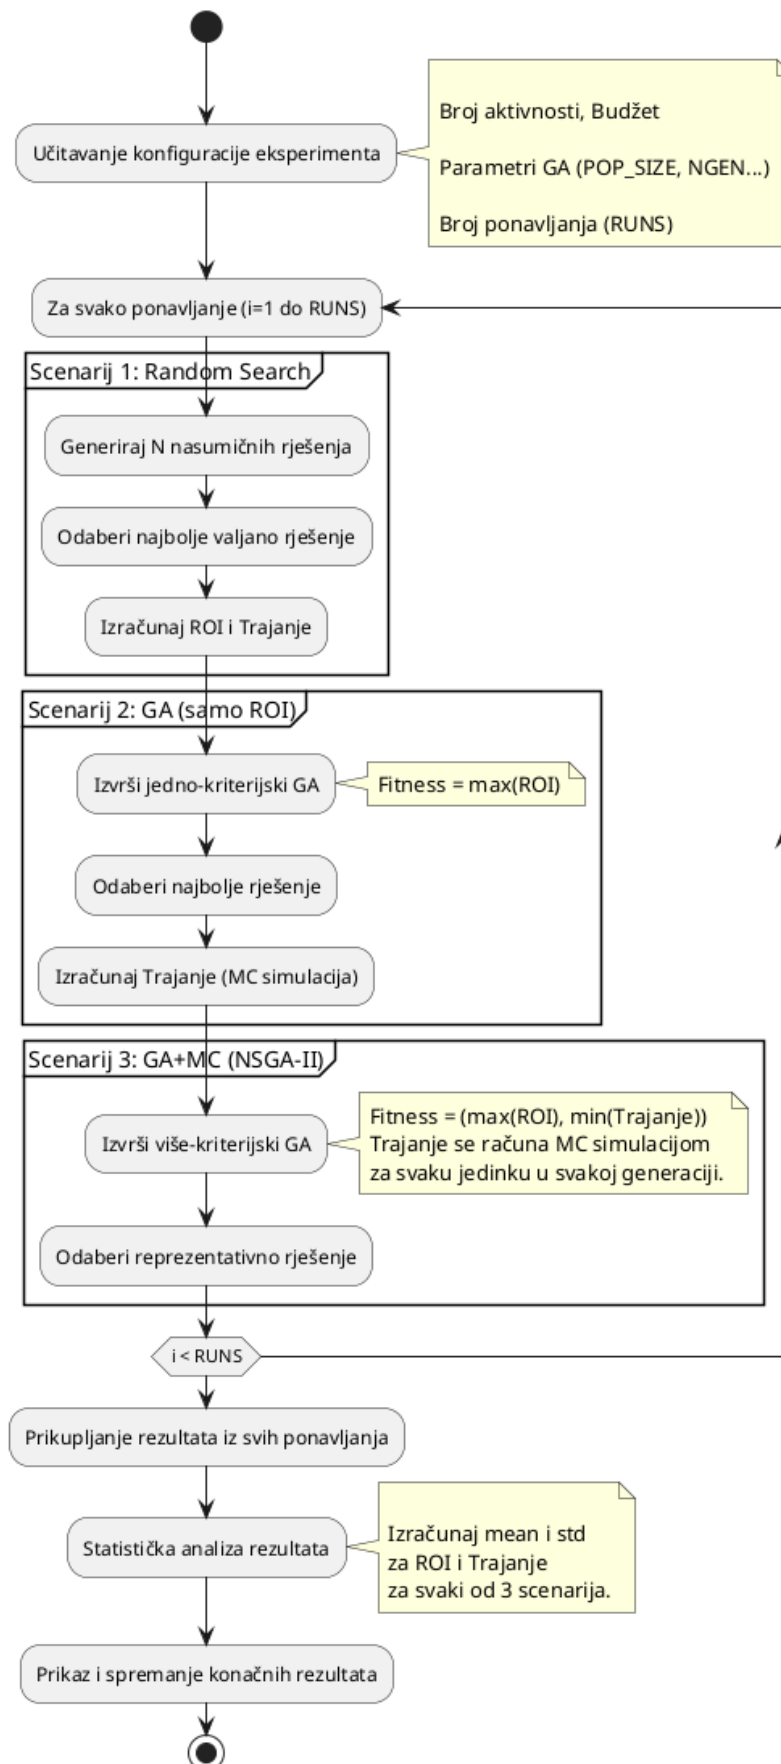 Učitavanje konfiguracije eksperimenta
Broj aktivnosti, Budžet
Parametri GA (POP_SIZE, NGEN...)
Broj ponavljanja (RUNS)
Za svako ponavljanje (i=1 do RUNS)
Scenarij 1: Random Search
Generiraj N nasumičnih rješenja
Odaberi najbolje valjano rješenje
Izračunaj ROI i Trajanje
Scenarij 2: GA (samo ROI)
Izvrši jedno-kriterijski GA
Fitness = max(ROI)
Odaberi najbolje rješenje
Izračunaj Trajanje (MC simulacija)
Scenarij 3: GA+MC (NSGA-II)
Izvrši više-kriterijski GA
Fitness = (max(ROI), min(Trajanje))
Trajanje se računa MC simulacijom
za svaku jedinku u svakoj generaciji.
Odaberi reprezentativno rješenje
i < RUNS
Prikupljanje rezultata iz svih ponavljanja
Statistička analiza rezultata
Izračunaj mean i std
za ROI i Trajanje
za svaki od 3 scenarija.
Prikaz i spremanje konačnih rezultata